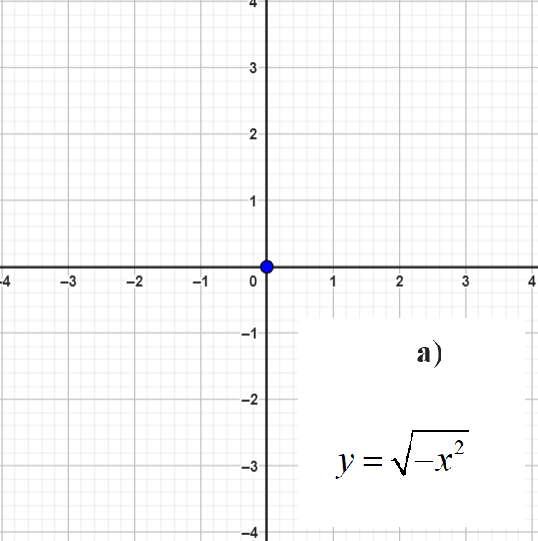 4
3
2
1
-4 –3 –2 –1 0 1 2 3 4
–1
a)
–2
y = √(-x²)
–3
–4